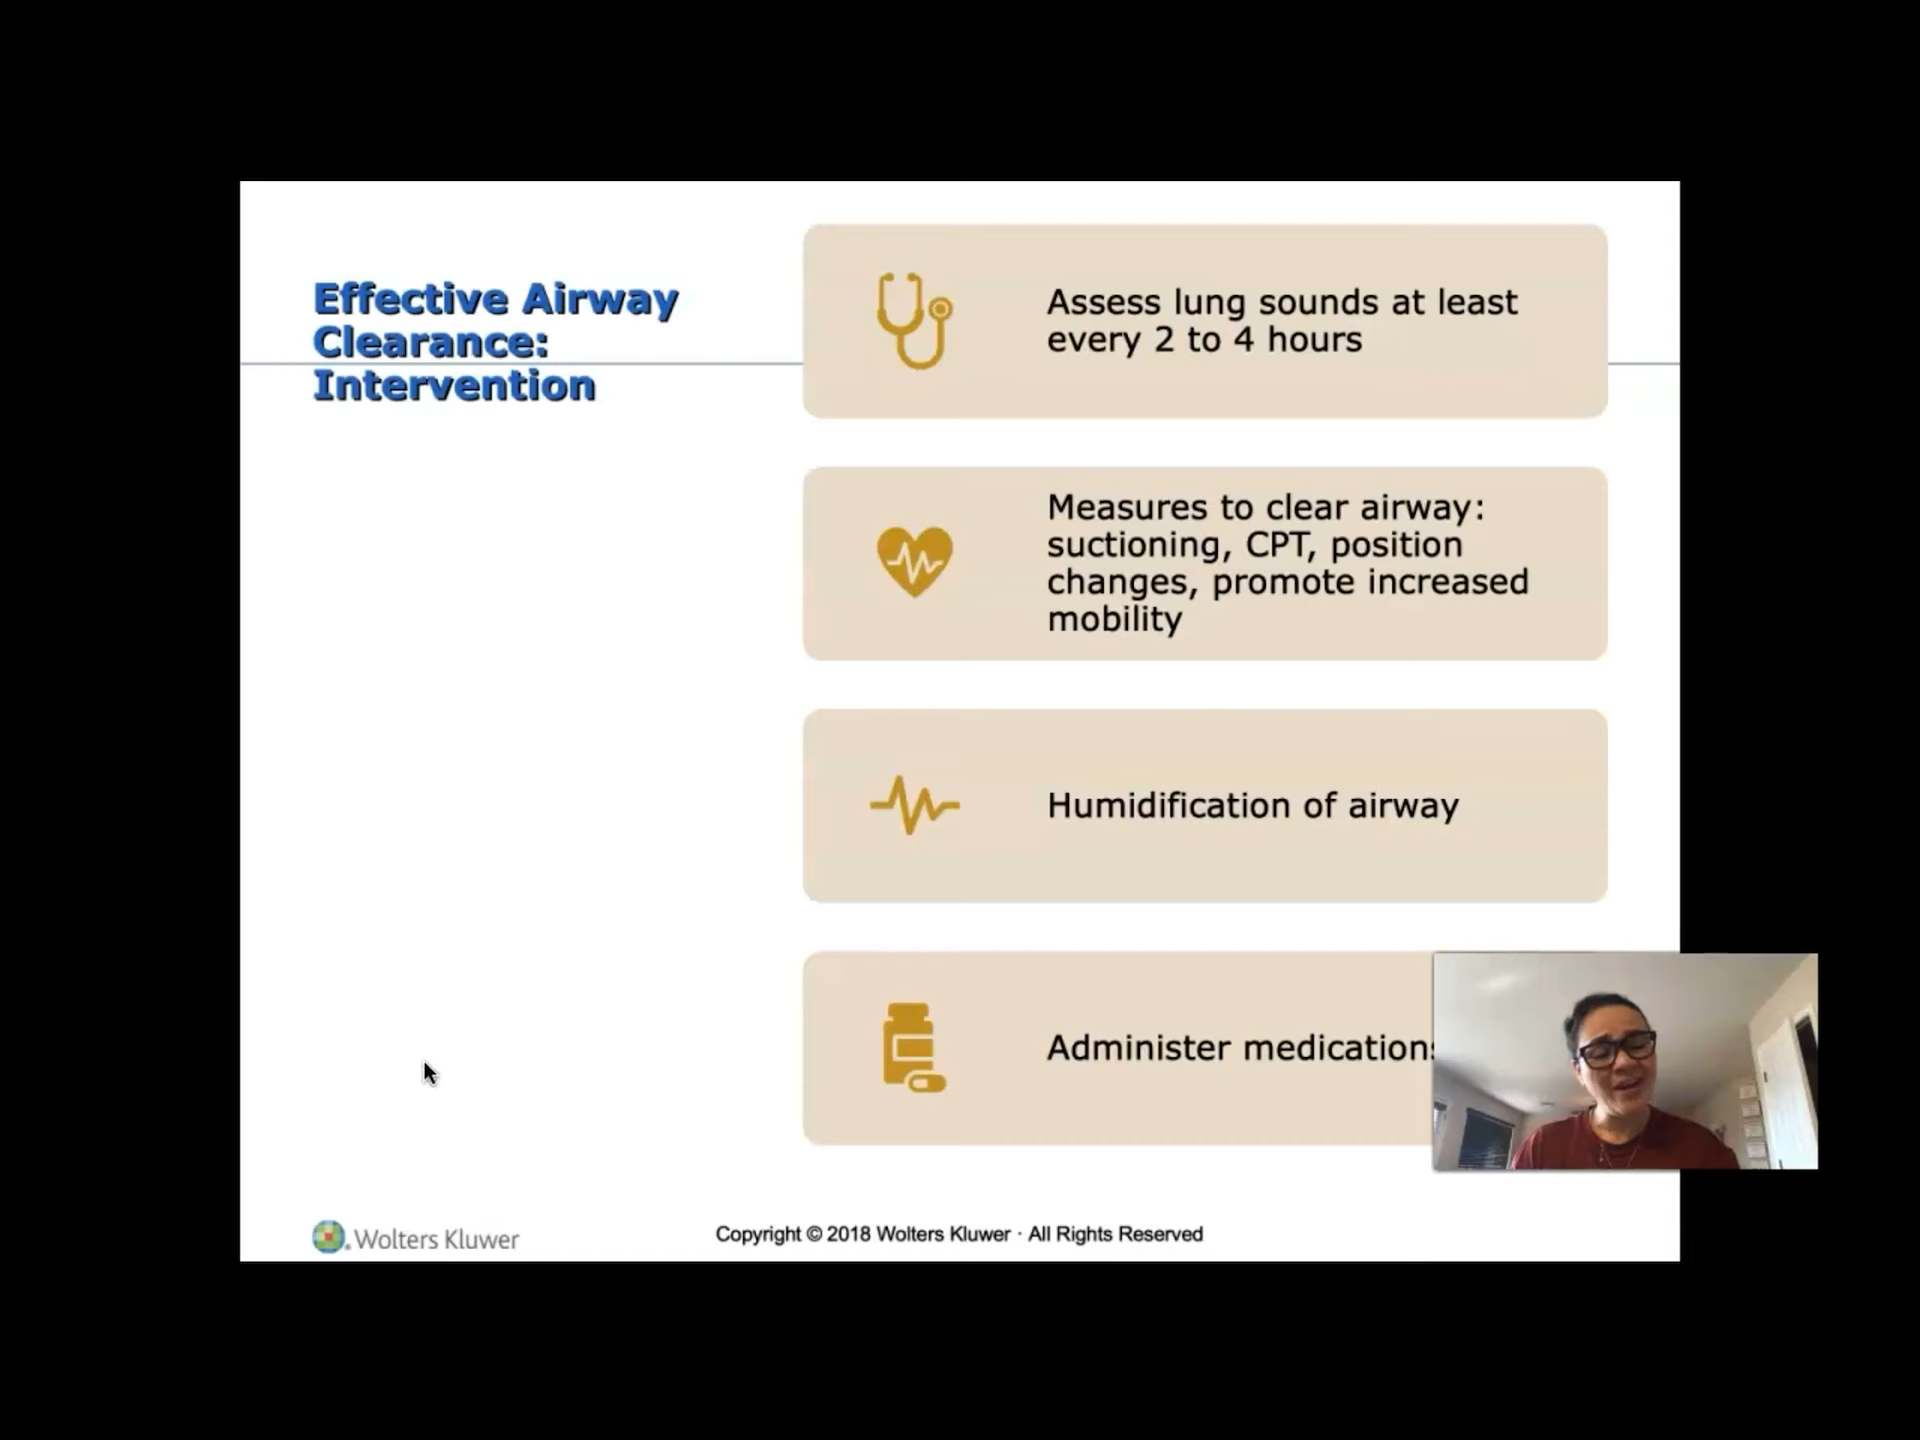 Effective Airway
Clearance:
Intervention
Assess lung sounds at least
every 2 to 4 hours
Measures to clear airway:
suctioning, CPT, position
changes, promote increased
mobility
Humidification of airway
Administer medications
Wolters Kluwer
Copyright © 2018 Wolters Kluwer · All Rights Reserved